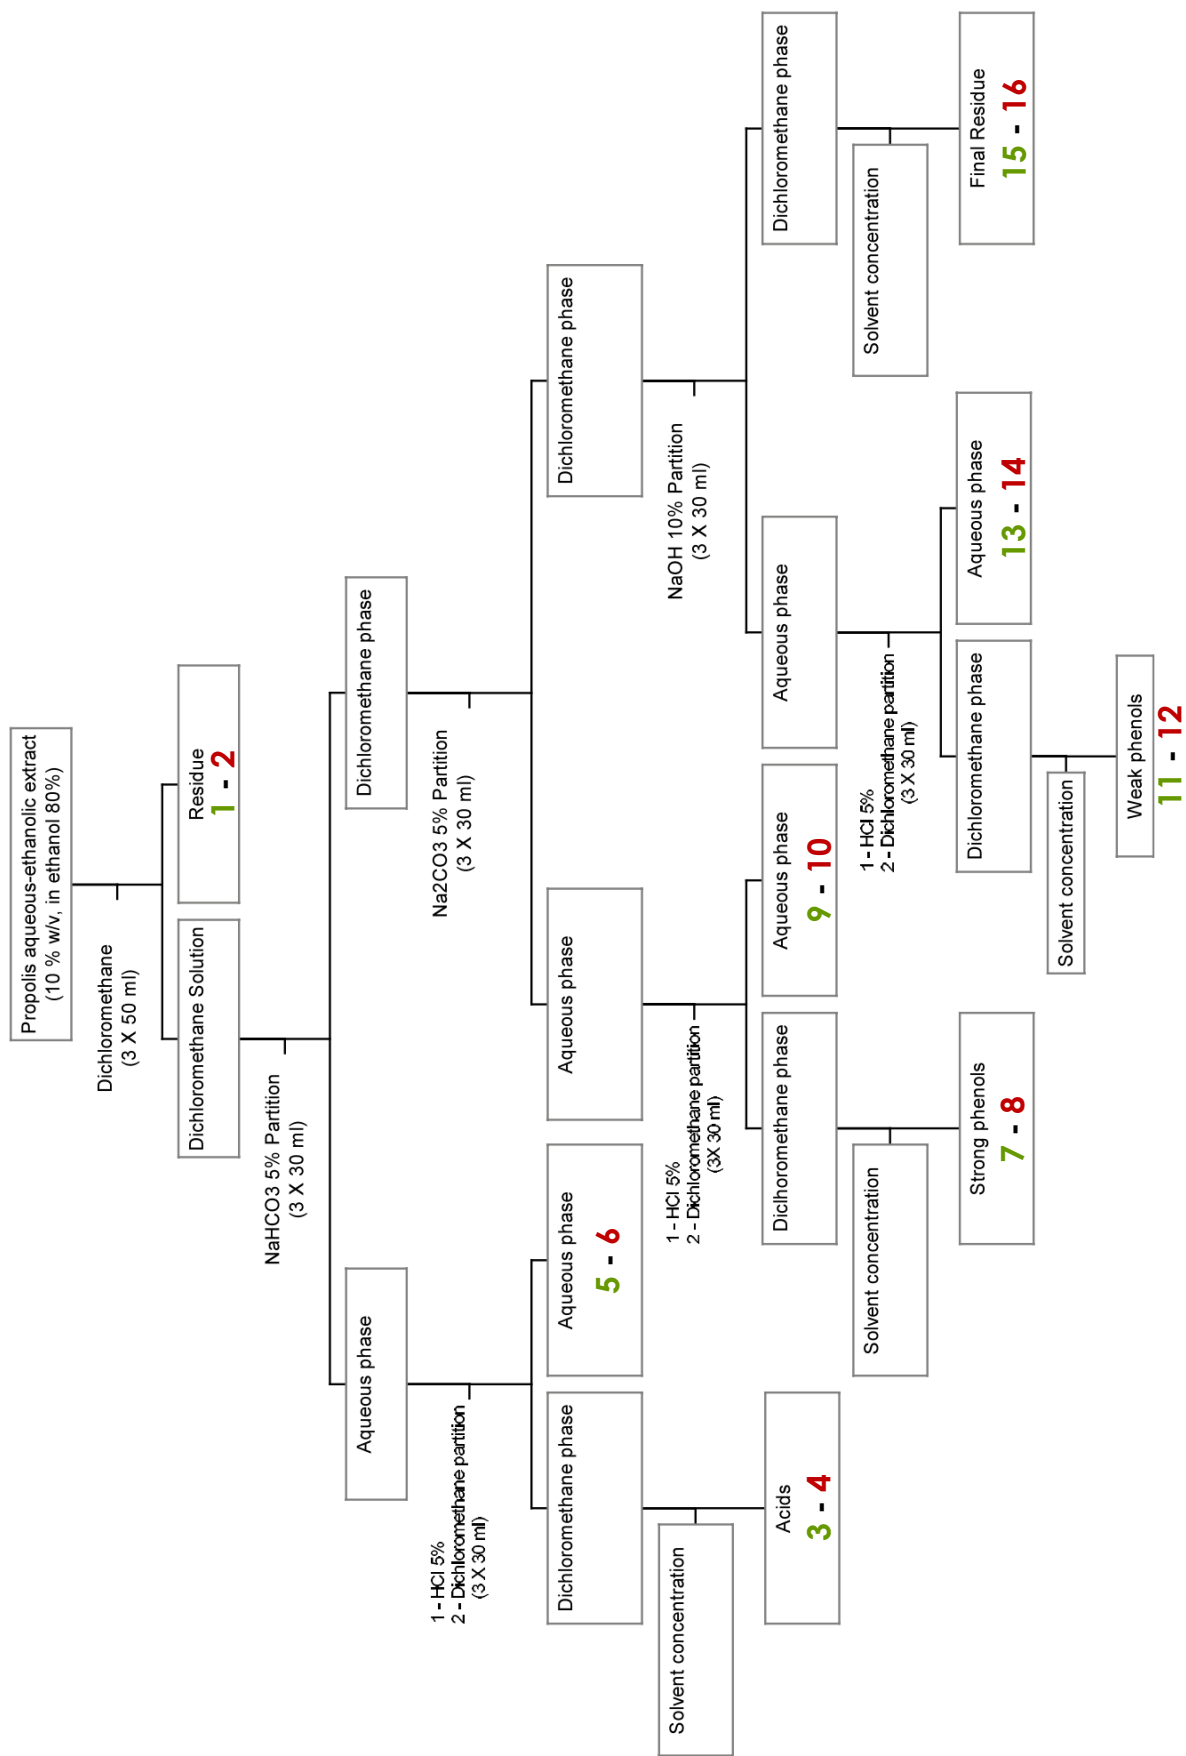 Propolis aqueous-ethanolic extract
(10 % w/v, in ethanol 80%)
Dichloromethane
(3 X 50 ml)
Dichloromethane Solution
Residue
1 - 2
NaHCO3 5% Partition
(3 X 30 ml)
Aqueous phase
Dichloromethane phase
1 - HCl 5%
2 - Dichloromethane partition
(3 X 30 ml)
Na2CO3 5% Partition
(3 X 30 ml)
Dichloromethane phase
Aqueous phase
5 - 6
Aqueous phase
Dichloromethane phase
Solvent concentration
1 - HCl 5%
2 - Dichloromethane partition
(3X 30 ml)
NaOH 10% Partition
(3 X 30 ml)
Acids
3 - 4
Diclhoromethane phase
Aqueous phase
9 - 10
Aqueous phase
Dichloromethane phase
Solvent concentration
1 - HCl 5%
2 - Dichloromethane partition
(3 X 30 ml)
Solvent concentration
Strong phenols
7 - 8
Dichloromethane phase
Aqueous phase
13 - 14
Final Residue
15 - 16
Solvent concentration
Weak phenols
11 - 12